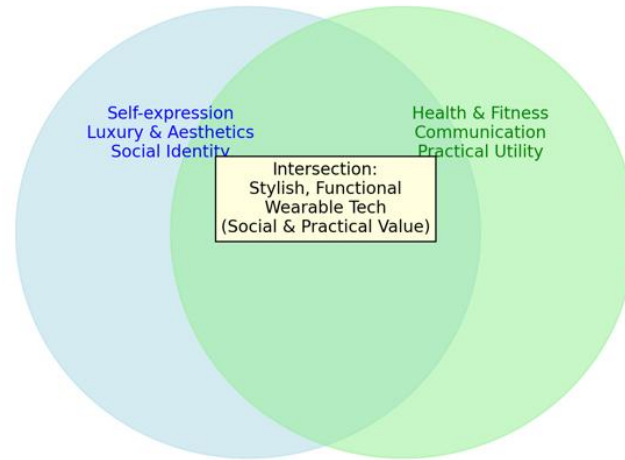 Self-expression
Luxury & Aesthetics
Social Identity
Health & Fitness
Communication
Practical Utility
Intersection:
Stylish, Functional
Wearable Tech
(Social & Practical Value)